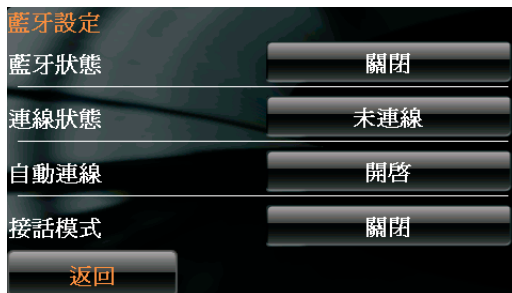 藍牙設定
藍牙狀態 關閉
連線狀態 未連線
自動連線 開啓
接話模式 關閉
返回